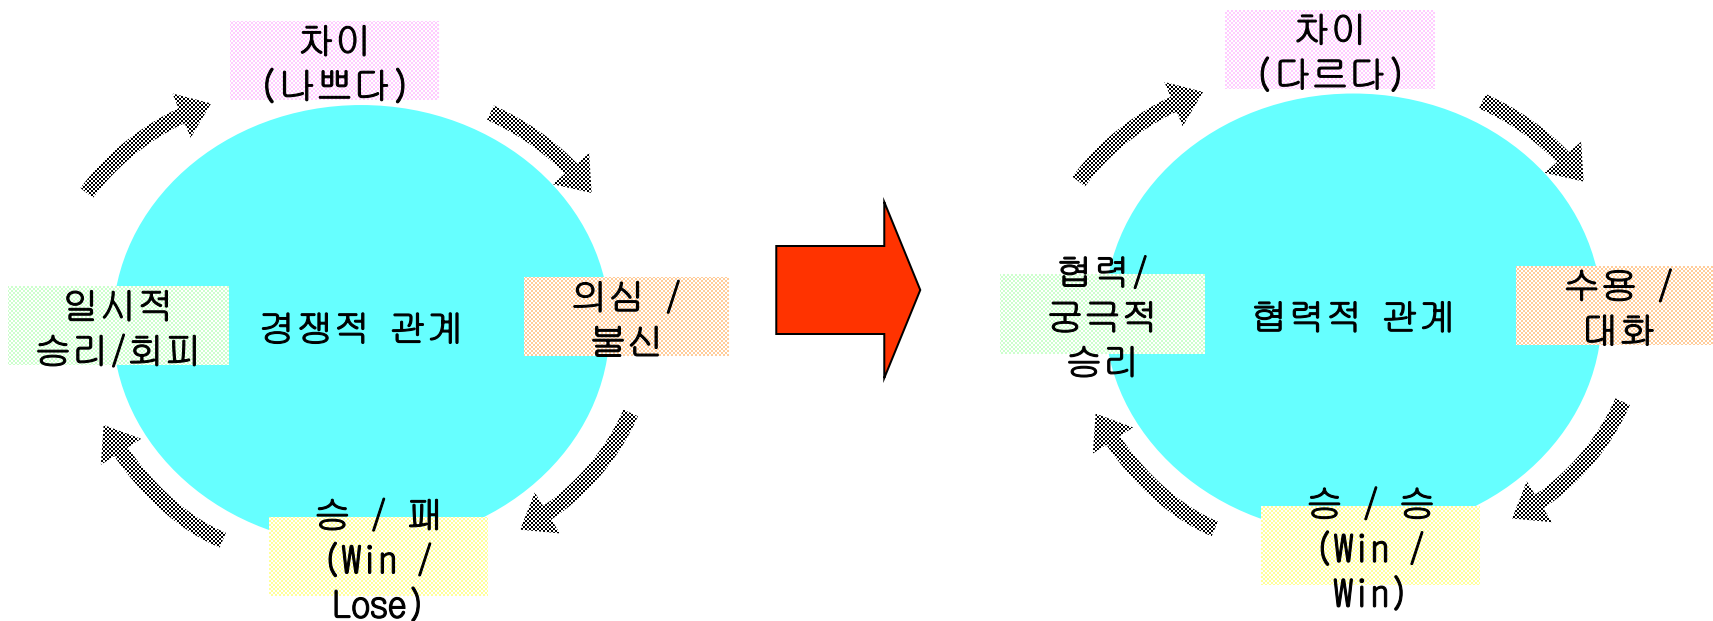 차이
(나쁘다)
의심 /
불신
경쟁적 관계
일시적
승리/회피
승 / 패
(Win /
Lose)
차이
(다르다)
수용 /
대화
협력적 관계
협력/
궁극적
승리
승 / 승
(Win /
Win)